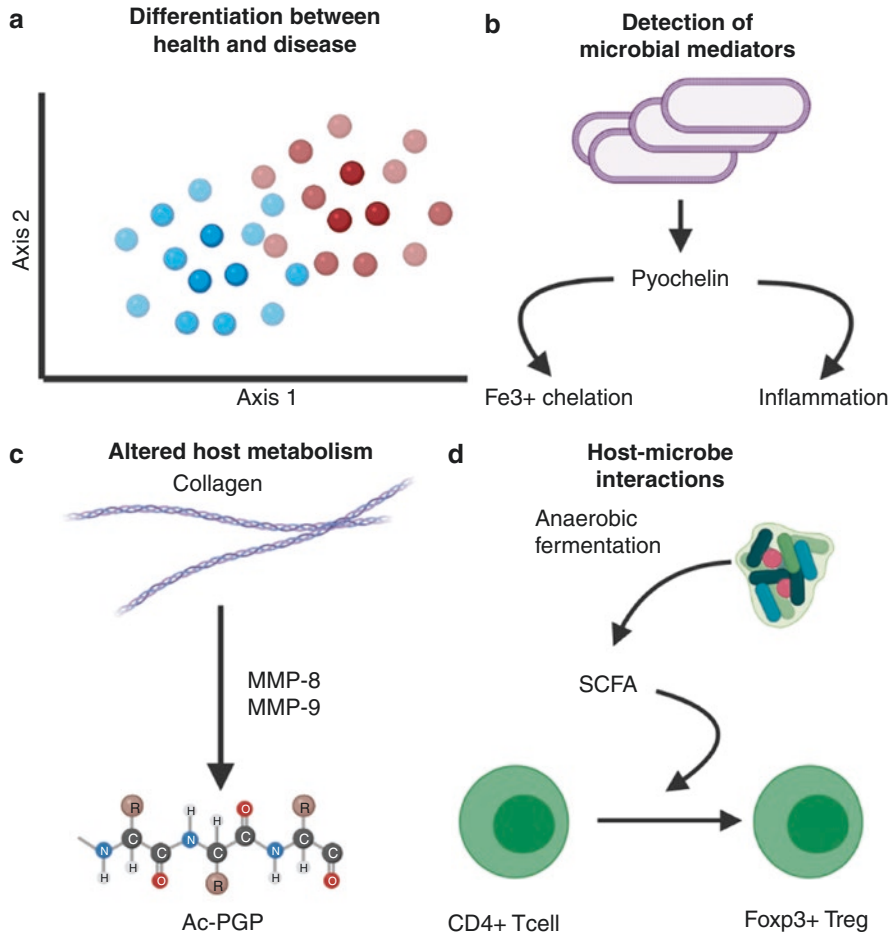 a
Differentiation between
health and disease
Axis 2
Axis 1
b
Detection of
microbial mediators
Pyochelin
Fe3+ chelation
Inflammation
c
Altered host metabolism
Collagen
MMP-8
MMP-9
R
H
R
N
C
C
N
H
C
C
O
N
C
C
H
H
O
R
H
H
O
Ac-PGP
d
Host-microbe
interactions
Anaerobic
fermentation
SCFA
CD4+ Tcell
Foxp3+ Treg